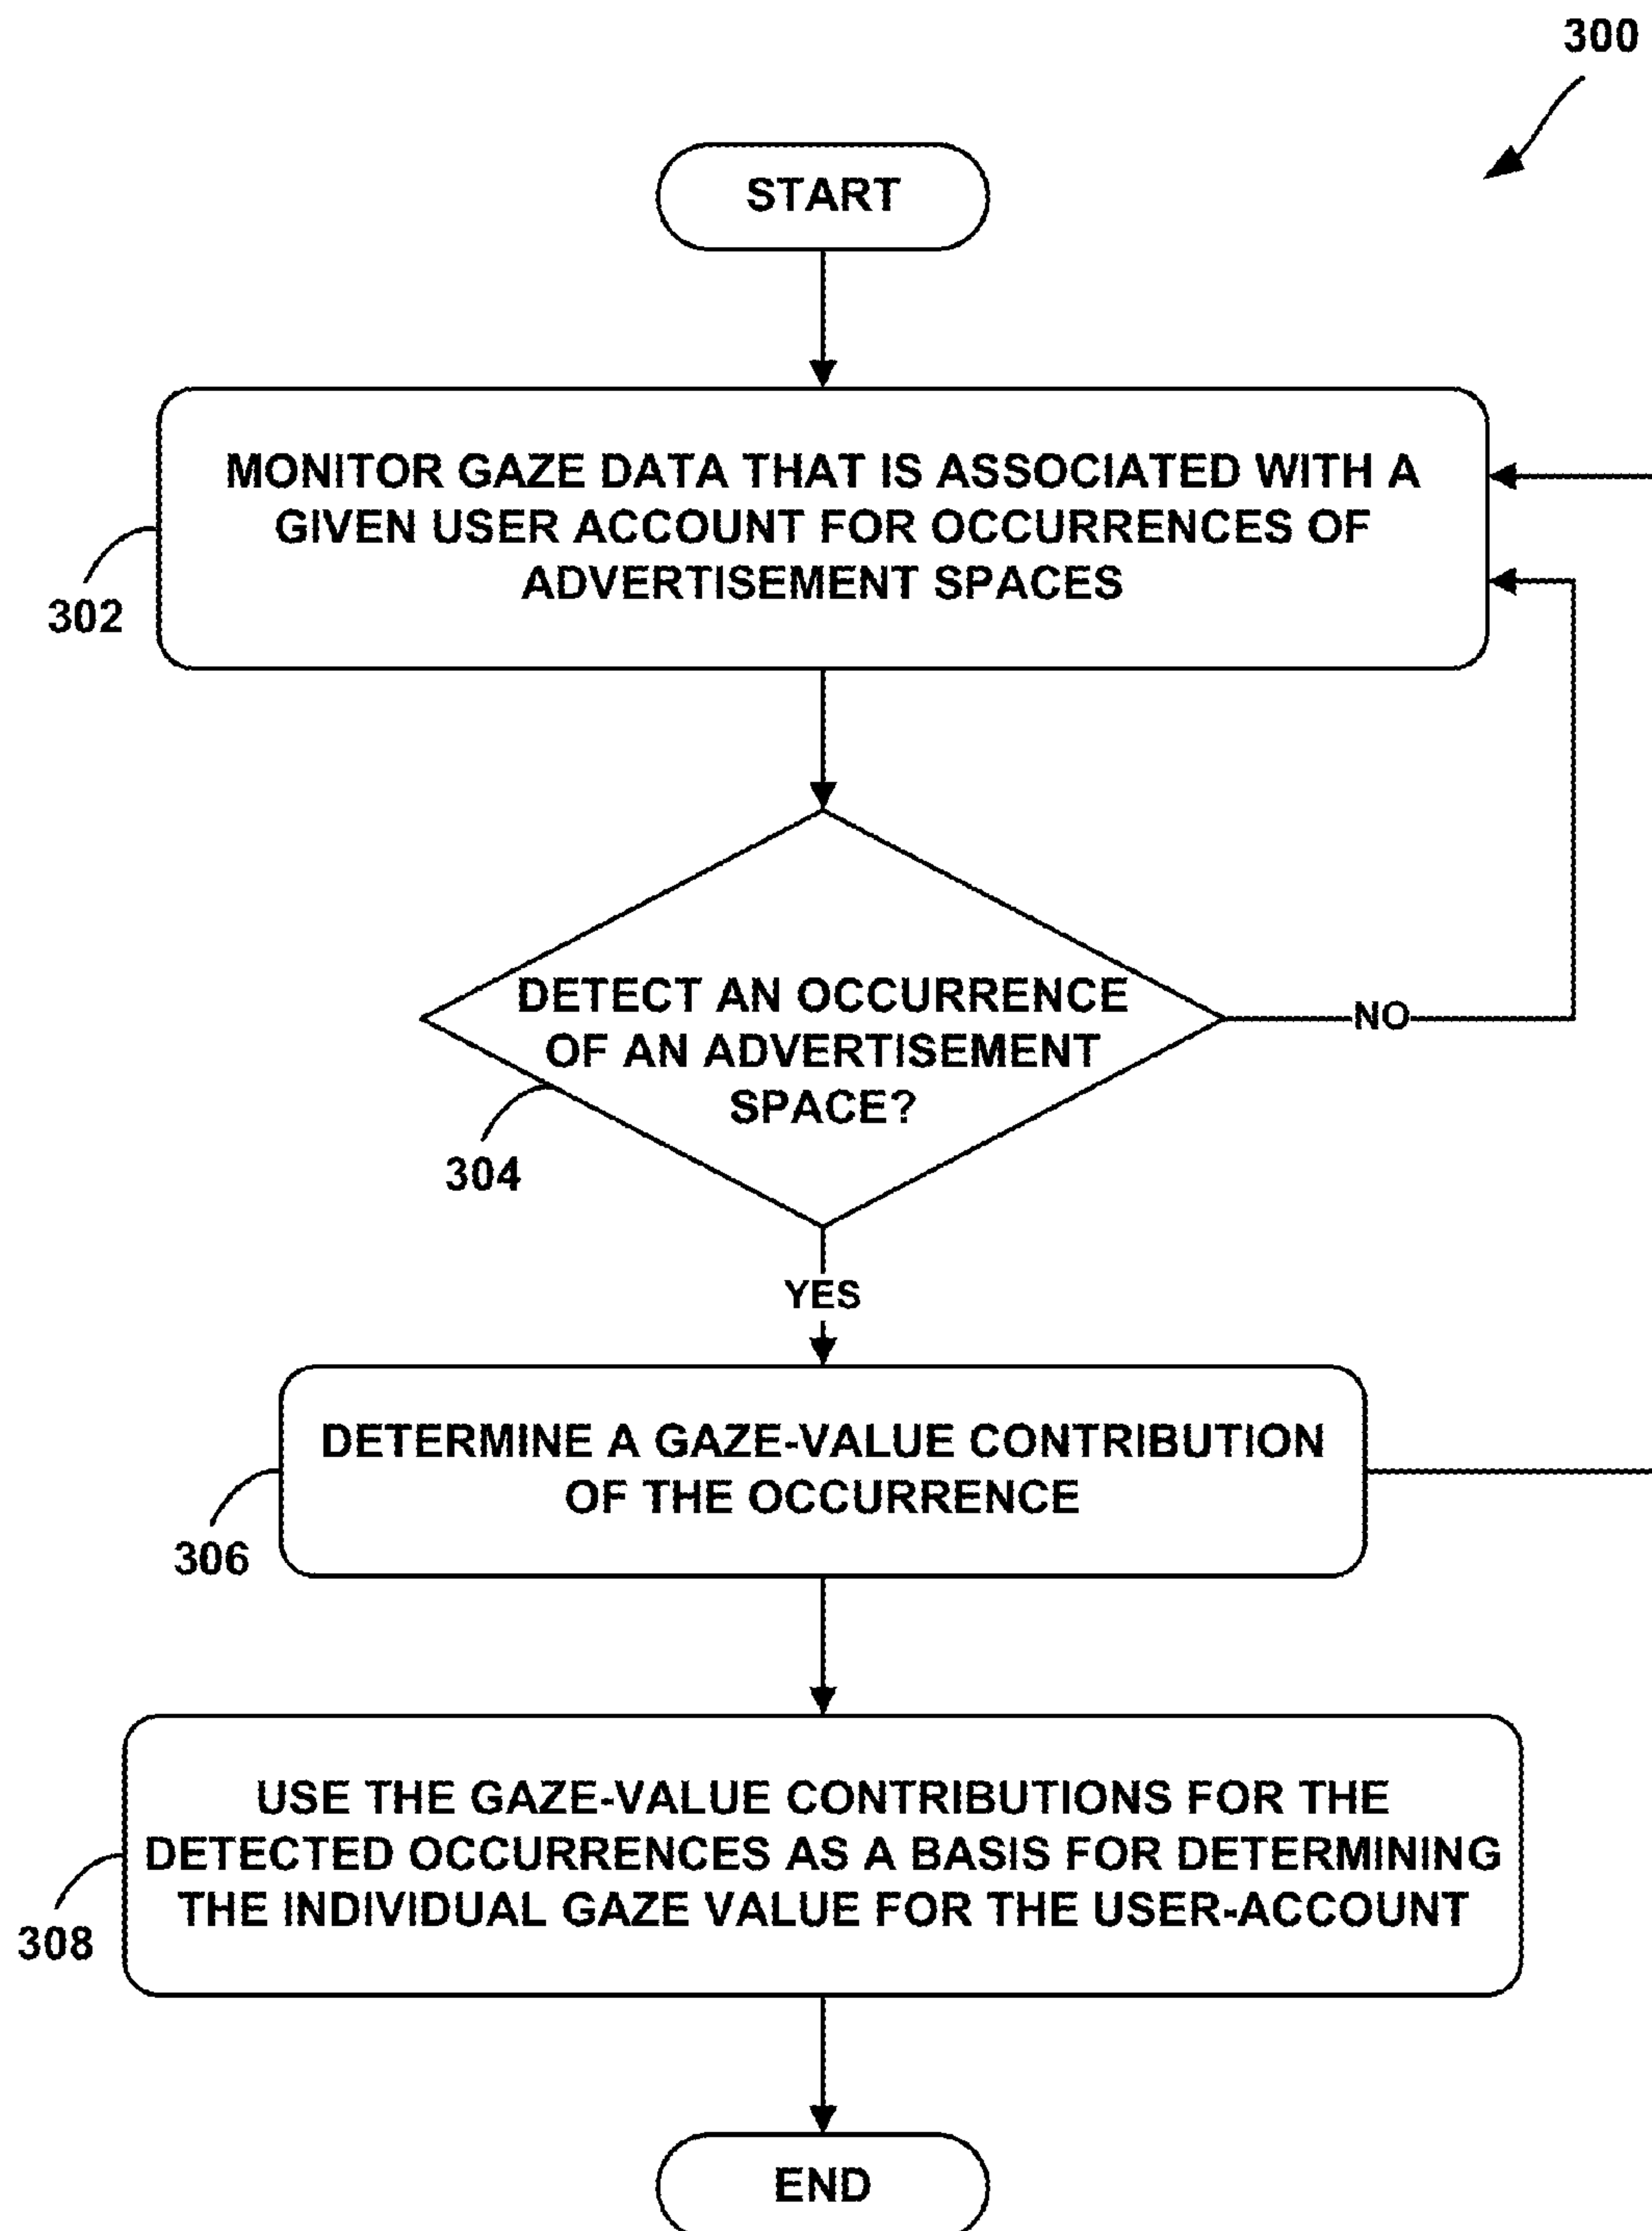 300
START
MONITOR GAZE DATA THAT IS ASSOCIATED WITH A
GIVEN USER ACCOUNT FOR OCCURRENCES OF
ADVERTISEMENT SPACES
302
DETECT AN OCCURRENCE
OF AN ADVERTISEMENT
SPACE?
NO
304
YES
DETERMINE A GAZE-VALUE CONTRIBUTION
OF THE OCCURRENCE
306
USE THE GAZE-VALUE CONTRIBUTIONS FOR THE
DETECTED OCCURRENCES AS A BASIS FOR DETERMINING
THE INDIVIDUAL GAZE VALUE FOR THE USER-ACCOUNT
308
END